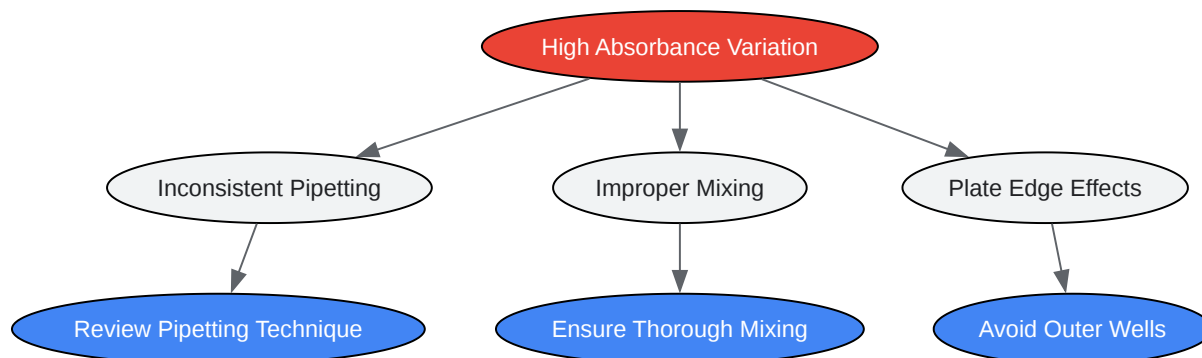 High Absorbance Variation
Inconsistent Pipetting
Improper Mixing
Plate Edge Effects
Review Pipetting Technique
Ensure Thorough Mixing
Avoid Outer Wells